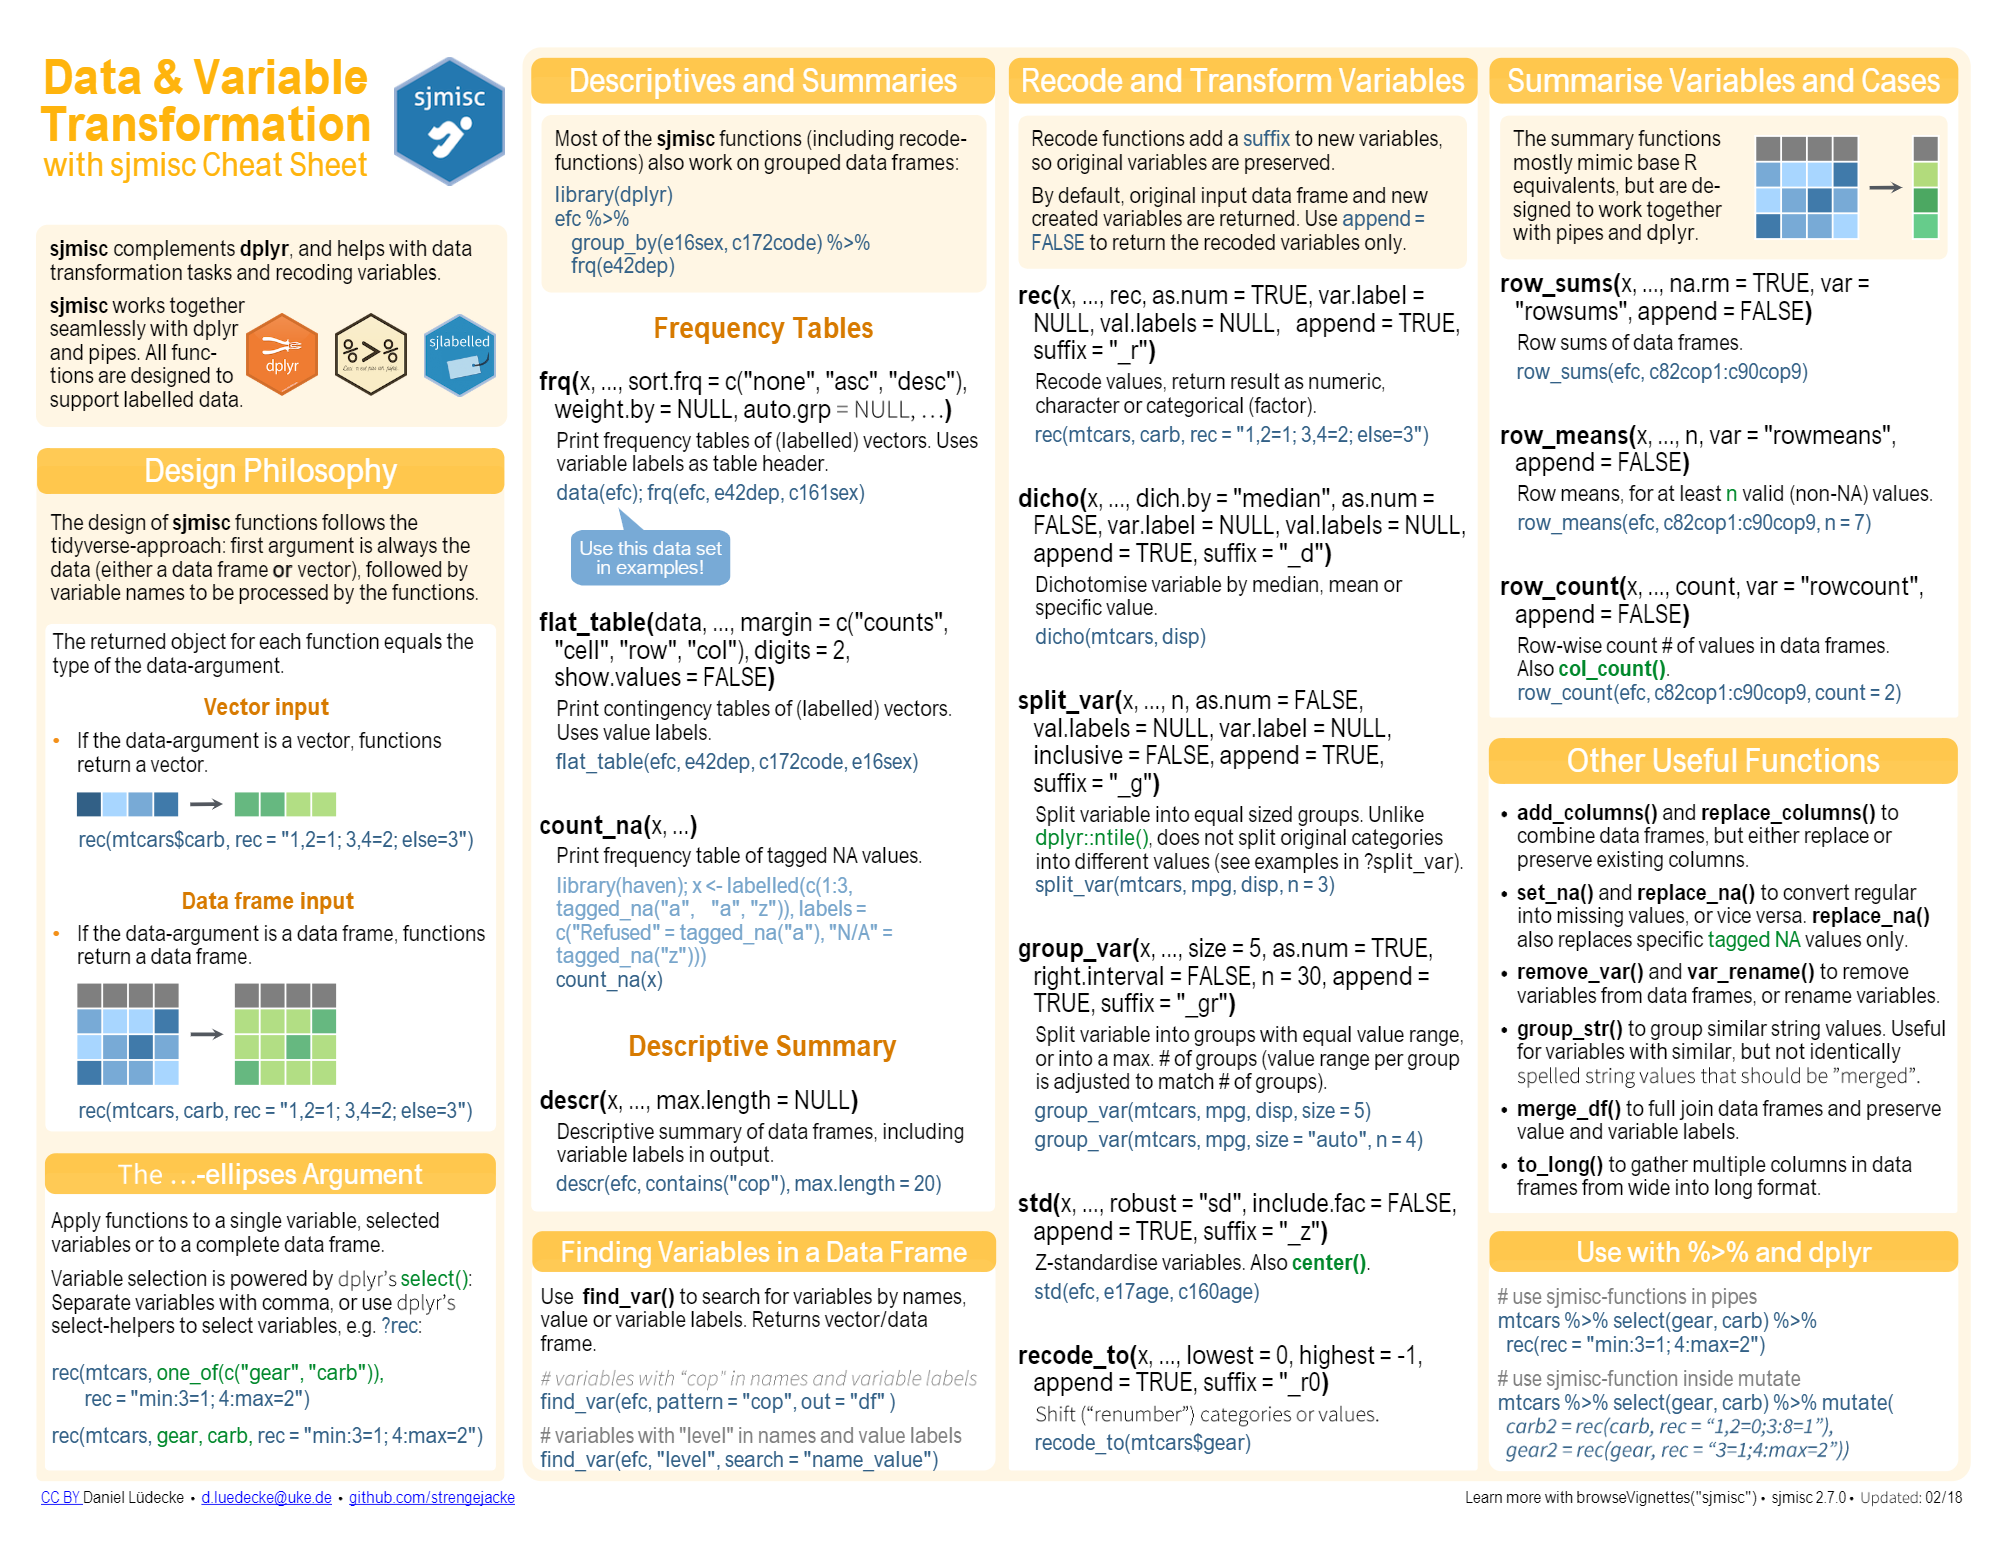 Data & Variable
Transformation
with sjmisc Cheat Sheet
sjmisc
sjmisc complements dplyr, and helps with data
transformation tasks and recoding variables.
sjmisc works together
seamlessly with dplyr
and pipes. All func-
tions are designed to
support labelled data.
dplyr
%>%
sjlabelled
Design Philosophy
The design of sjmisc functions follows the
tidyverse-approach: first argument is always the
data (either a data frame or vector), followed by
variable names to be processed by the functions.
The returned object for each function equals the
type of the data-argument.
Vector input
• If the data-argument is a vector, functions
return a vector.
rec(mtcars$carb, rec = "1,2=1; 3,4=2; else=3")
Data frame input
• If the data-argument is a data frame, functions
return a data frame.
rec(mtcars, carb, rec = "1,2=1; 3,4=2; else=3")
The …-ellipses Argument
Apply functions to a single variable, selected
variables or to a complete data frame.
Variable selection is powered by dplyr’s select():
Separate variables with comma, or use dplyr’s
select-helpers to select variables, e.g. ?rec:
rec(mtcars, one_of(c("gear", "carb")),
rec = "min:3=1; 4:max=2")
rec(mtcars, gear, carb, rec = "min:3=1; 4:max=2")
Descriptives and Summaries
Most of the sjmisc functions (including recode-
functions) also work on grouped data frames:
library(dplyr)
efc %>%
group_by(e16sex, c172code) %>%
frq(e42dep)
Frequency Tables
frq(x, ..., sort.frq = c("none", "asc", "desc"),
weight.by = NULL, auto.grp = NULL, …)
Print frequency tables of (labelled) vectors. Uses
variable labels as table header.
data(efc); frq(efc, e42dep, c161sex)
Use this data set
in examples!
flat_table(data, ..., margin = c("counts",
"cell", "row", "col"), digits = 2,
show.values = FALSE)
Print contingency tables of (labelled) vectors.
Uses value labels.
flat_table(efc, e42dep, c172code, e16sex)
count_na(x, ...)
Print frequency table of tagged NA values.
library(haven); x <- labelled(c(1:3,
tagged_na("a", "a", "z")), labels =
c("Refused" = tagged_na("a"), "N/A" =
tagged_na("z")))
count_na(x)
Descriptive Summary
descr(x, ..., max.length = NULL)
Descriptive summary of data frames, including
variable labels in output.
descr(efc, contains("cop"), max.length = 20)
Finding Variables in a Data Frame
Use find_var() to search for variables by names,
value or variable labels. Returns vector/data
frame.
# variables with “cop” in names and variable labels
find_var(efc, pattern = "cop", out = "df" )
# variables with "level" in names and value labels
find_var(efc, "level", search = "name_value")
Recode and Transform Variables
Recode functions add a suffix to new variables,
so original variables are preserved.
By default, original input data frame and new
created variables are returned. Use append =
FALSE to return the recoded variables only.
rec(x, ..., rec, as.num = TRUE, var.label =
NULL, val.labels = NULL, append = TRUE,
suffix = "_r")
Recode values, return result as numeric,
character or categorical (factor).
rec(mtcars, carb, rec = "1,2=1; 3,4=2; else=3")
dicho(x, ..., dich.by = "median", as.num =
FALSE, var.label = NULL, val.labels = NULL,
append = TRUE, suffix = "_d")
Dichotomise variable by median, mean or
specific value.
dicho(mtcars, disp)
split_var(x, ..., n, as.num = FALSE,
val.labels = NULL, var.label = NULL,
inclusive = FALSE, append = TRUE,
suffix = "_g")
Split variable into equal sized groups. Unlike
dplyr::ntile(), does not split original categories
into different values (see examples in ?split_var).
split_var(mtcars, mpg, disp, n = 3)
group_var(x, ..., size = 5, as.num = TRUE,
right.interval = FALSE, n = 30, append =
TRUE, suffix = "_gr")
Split variable into groups with equal value range,
or into a max. # of groups (value range per group
is adjusted to match # of groups).
group_var(mtcars, mpg, disp, size = 5)
group_var(mtcars, mpg, size = "auto", n = 4)
std(x, ..., robust = "sd", include.fac = FALSE,
append = TRUE, suffix = "_z")
Z-standardise variables. Also center().
std(efc, e17age, c160age)
recode_to(x, ..., lowest = 0, highest = -1,
append = TRUE, suffix = "_r0)
Shift (“renumber”) categories or values.
recode_to(mtcars$gear)
Summarise Variables and Cases
The summary functions
mostly mimic base R
equivalents, but are de-
signed to work together
with pipes and dplyr.
row_sums(x, ..., na.rm = TRUE, var =
"rowsums", append = FALSE)
Row sums of data frames.
row_sums(efc, c82cop1:c90cop9)
row_means(x, ..., n, var = "rowmeans",
append = FALSE)
Row means, for at least n valid (non-NA) values.
row_means(efc, c82cop1:c90cop9, n = 7)
row_count(x, ..., count, var = "rowcount",
append = FALSE)
Row-wise count # of values in data frames.
Also col_count().
row_count(efc, c82cop1:c90cop9, count = 2)
Other Useful Functions
• add_columns() and replace_columns() to
combine data frames, but either replace or
preserve existing columns.
• set_na() and replace_na() to convert regular
into missing values, or vice versa. replace_na()
also replaces specific tagged NA values only.
• remove_var() and var_rename() to remove
variables from data frames, or rename variables.
• group_str() to group similar string values. Useful
for variables with similar, but not identically
spelled string values that should be ”merged”.
• merge_df() to full join data frames and preserve
value and variable labels.
• to_long() to gather multiple columns in data
frames from wide into long format.
Use with %>% and dplyr
# use sjmisc-functions in pipes
mtcars %>% select(gear, carb) %>%
rec(rec = "min:3=1; 4:max=2")
# use sjmisc-function inside mutate
mtcars %>% select(gear, carb) %>% mutate(
carb2 = rec(carb, rec = “1,2=0;3:8=1”),
gear2 = rec(gear, rec = “3=1;4:max=2”))
CC BY Daniel Lüdecke • d.luedecke@uke.de • github.com/strengejacke
Learn more with browseVignettes("sjmisc") • sjmisc 2.7.0 • Updated: 02/18